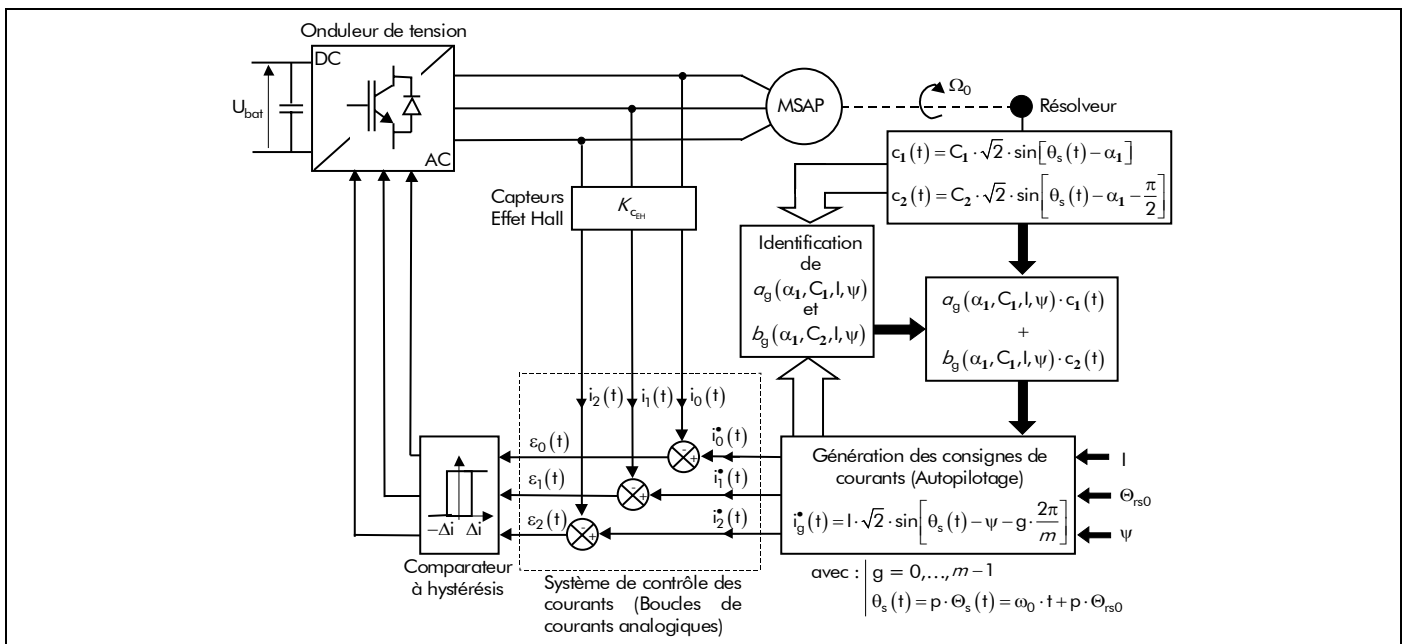 Onduleur de tension
DC
U_bat
AC
MSAP
Ω₀
Résolveur
c₁(t) = C₁·√2·sin[θ_s(t) − α₁]
c₂(t) = C₂·√2·sin[θ_s(t) − α₁ − π/2]
Capteurs
Effet Hall
K_c_EH
Identification
de
a_g(α₁,C₁,I,ψ)
et
b_g(α₁,C₂,I,ψ)
a_g(α₁,C₁,I,ψ)·c₁(t)
+
b_g(α₁,C₁,I,ψ)·c₂(t)
i₂(t) i₁(t) i₀(t)
ε₀(t)
i₀•(t)
ε₁(t)
i₁•(t)
ε₂(t)
i₂•(t)
−Δi Δi
Comparateur
à hystérésis
Système de contrôle des
courants (Boucles de
courants analogiques)
Génération des consignes de
courants (Autopilotage)
i_g•(t) = I·√2·sin[θ_s(t) − ψ − g·2π/m]
I
Θ_rs0
ψ
avec : g = 0,…,m−1
θ_s(t) = p·Θ_s(t) = ω₀·t + p·Θ_rs0